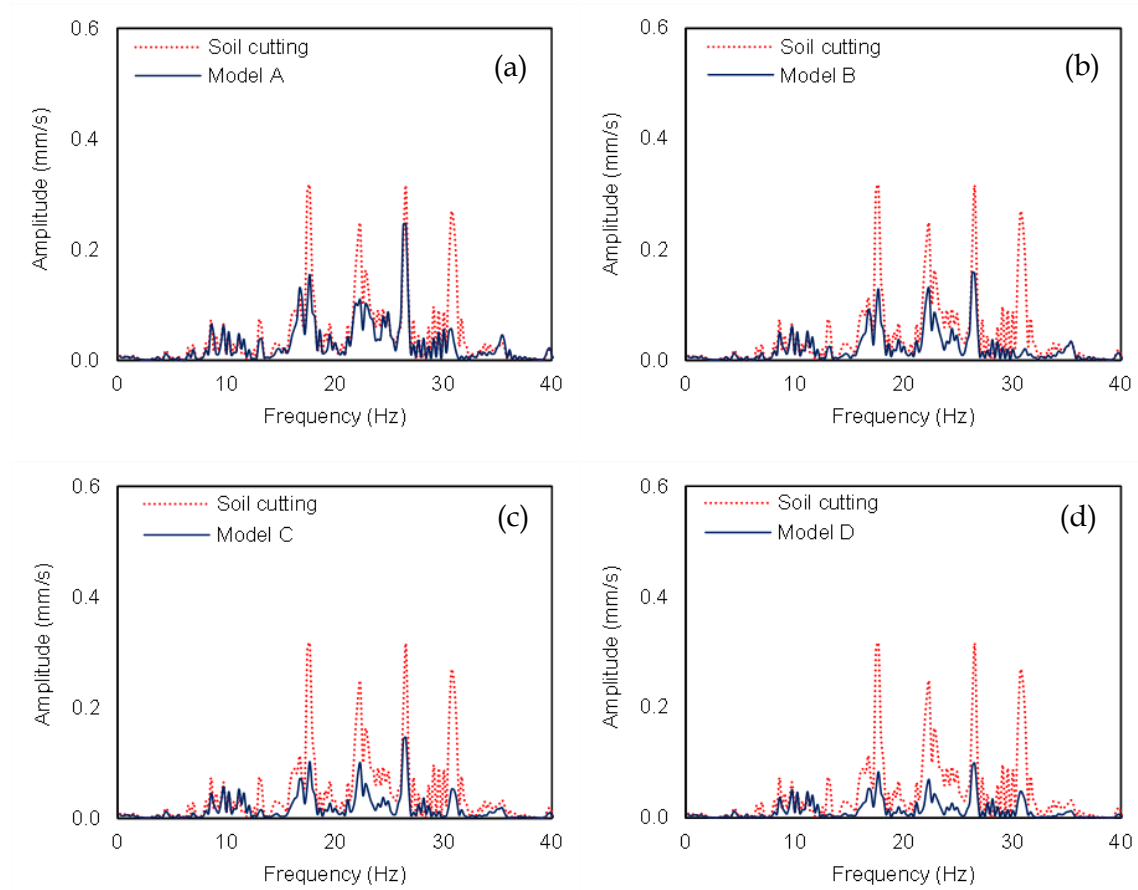 Soil cutting
Model A
(a)
0.6
0.4
0.2
0.0
Amplitude (mm/s)
0 10 20 30 40
Frequency (Hz)
Soil cutting
Model B
(b)
0.6
0.4
0.2
0.0
Amplitude (mm/s)
0 10 20 30 40
Frequency (Hz)
Soil cutting
Model C
(c)
0.6
0.4
0.2
0.0
Amplitude (mm/s)
0 10 20 30 40
Frequency (Hz)
Soil cutting
Model D
(d)
0.6
0.4
0.2
0.0
Amplitude (mm/s)
0 10 20 30 40
Frequency (Hz)